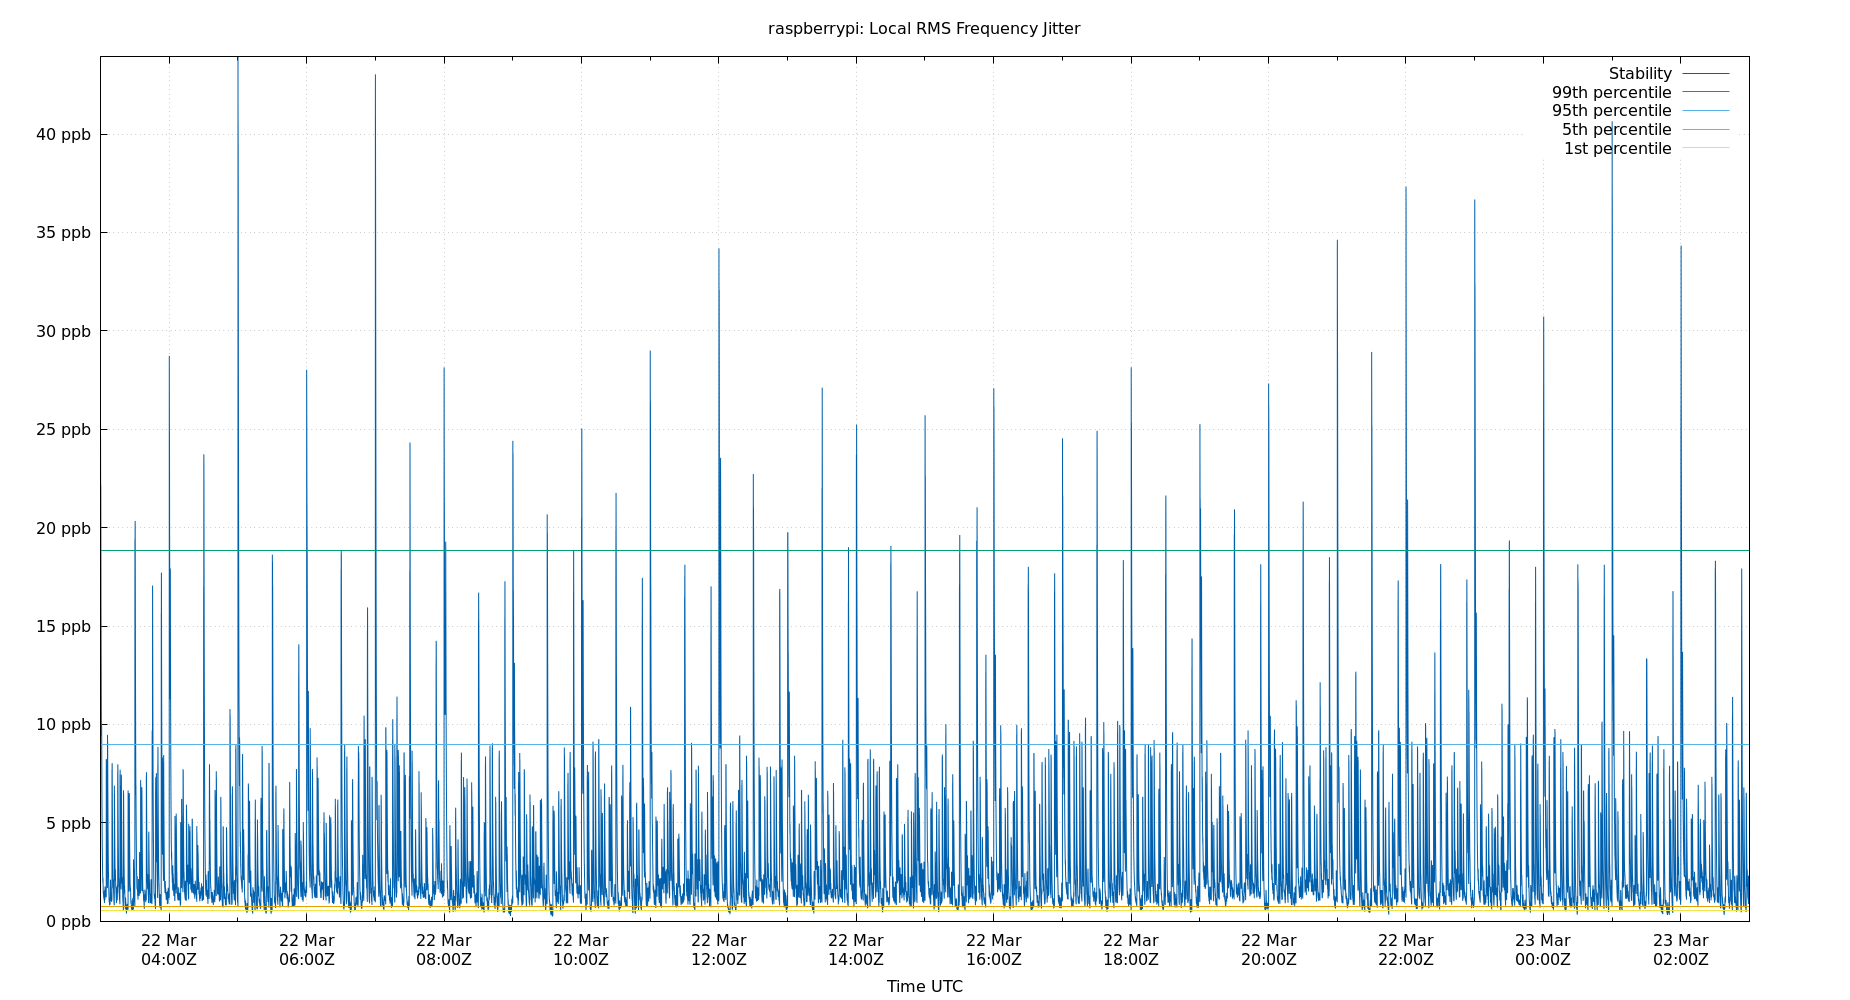 raspberrypi: Local RMS Frequency Jitter
Stability
99th percentile
95th percentile
5th percentile
1st percentile
40 ppb
35 ppb
30 ppb
25 ppb
20 ppb
15 ppb
10 ppb
5 ppb
0 ppb
22 Mar 22 Mar 22 Mar 22 Mar 22 Mar 22 Mar 22 Mar 22 Mar 22 Mar 22 Mar 23 Mar 23 Mar
04:00Z 06:00Z 08:00Z 10:00Z 12:00Z 14:00Z 16:00Z 18:00Z 20:00Z 22:00Z 00:00Z 02:00Z
Time UTC